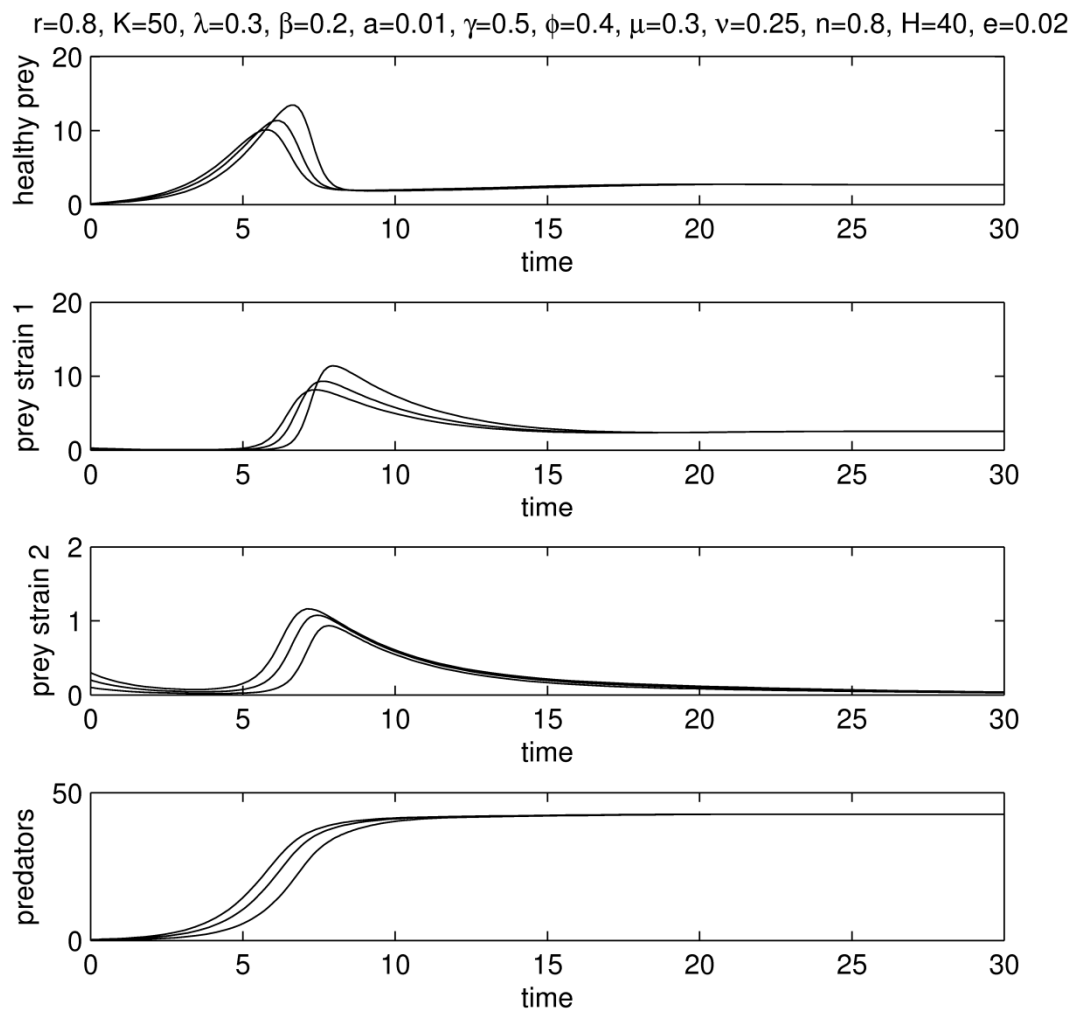 r=0.8, K=50, λ=0.3, β=0.2, a=0.01, γ=0.5, ϕ=0.4, μ=0.3, ν=0.25, n=0.8, H=40, e=0.02
20
10
0
healthy prey
0 5 10 15 20 25 30
time
20
10
0
prey strain 1
0 5 10 15 20 25 30
time
2
1
0
prey strain 2
0 5 10 15 20 25 30
time
50
0
predators
0 5 10 15 20 25 30
time